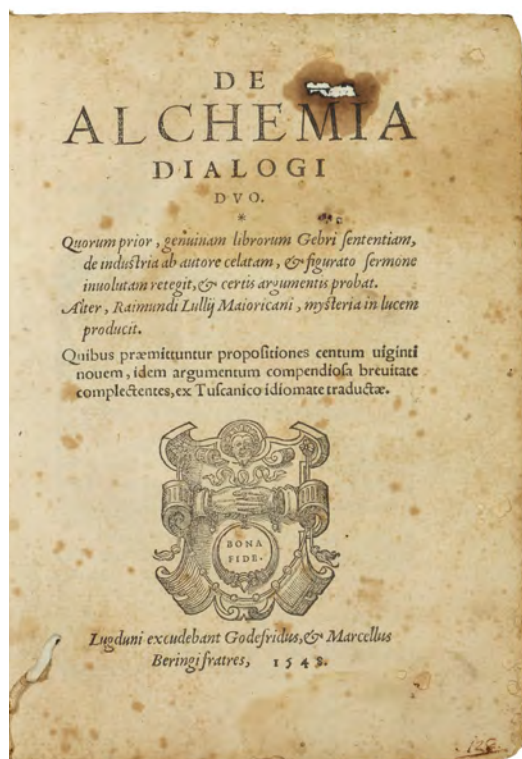 DE
ALCHEMIA
DIALOGI
DVO.
*
Quorum prior, genuinam librorum Gebri ſententiam,
de induſtria ab autore celatam, & figurato ſermone
inuolutam retegit, & certis argumentis probat.
Alter, Raimundi Lullij Maioricani, myſteria in lucem
producit.
Quibus præmittuntur propoſitiones centum uiginti
nouem, idem argumentum compendioſa breuitate
complectentes, ex Tuſcanico idiomate traductæ.
BONA
FIDE.
Lugduni excudebant Godefridus, & Marcellus
Beringi fratres, 1548.